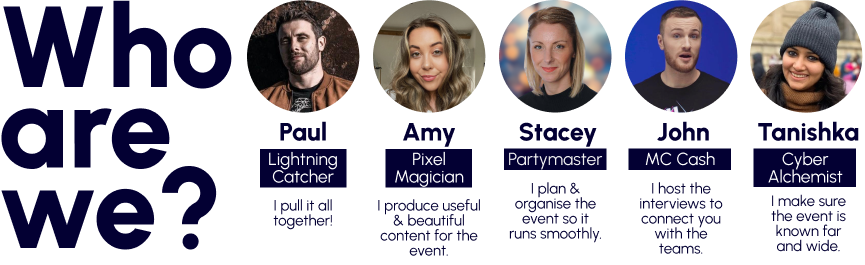 Who
are
we?
Paul
Lightning
Catcher
I pull it all
together!
Amy
Pixel
Magician
I produce useful
& beautiful
content for the
event.
Stacey
Partymaster
I plan &
organise the
event so it
runs smoothly.
John
MC Cash
I host the
interviews to
connect you
with the
teams.
Tanishka
Cyber
Alchemist
I make sure
the event is
known far
and wide.